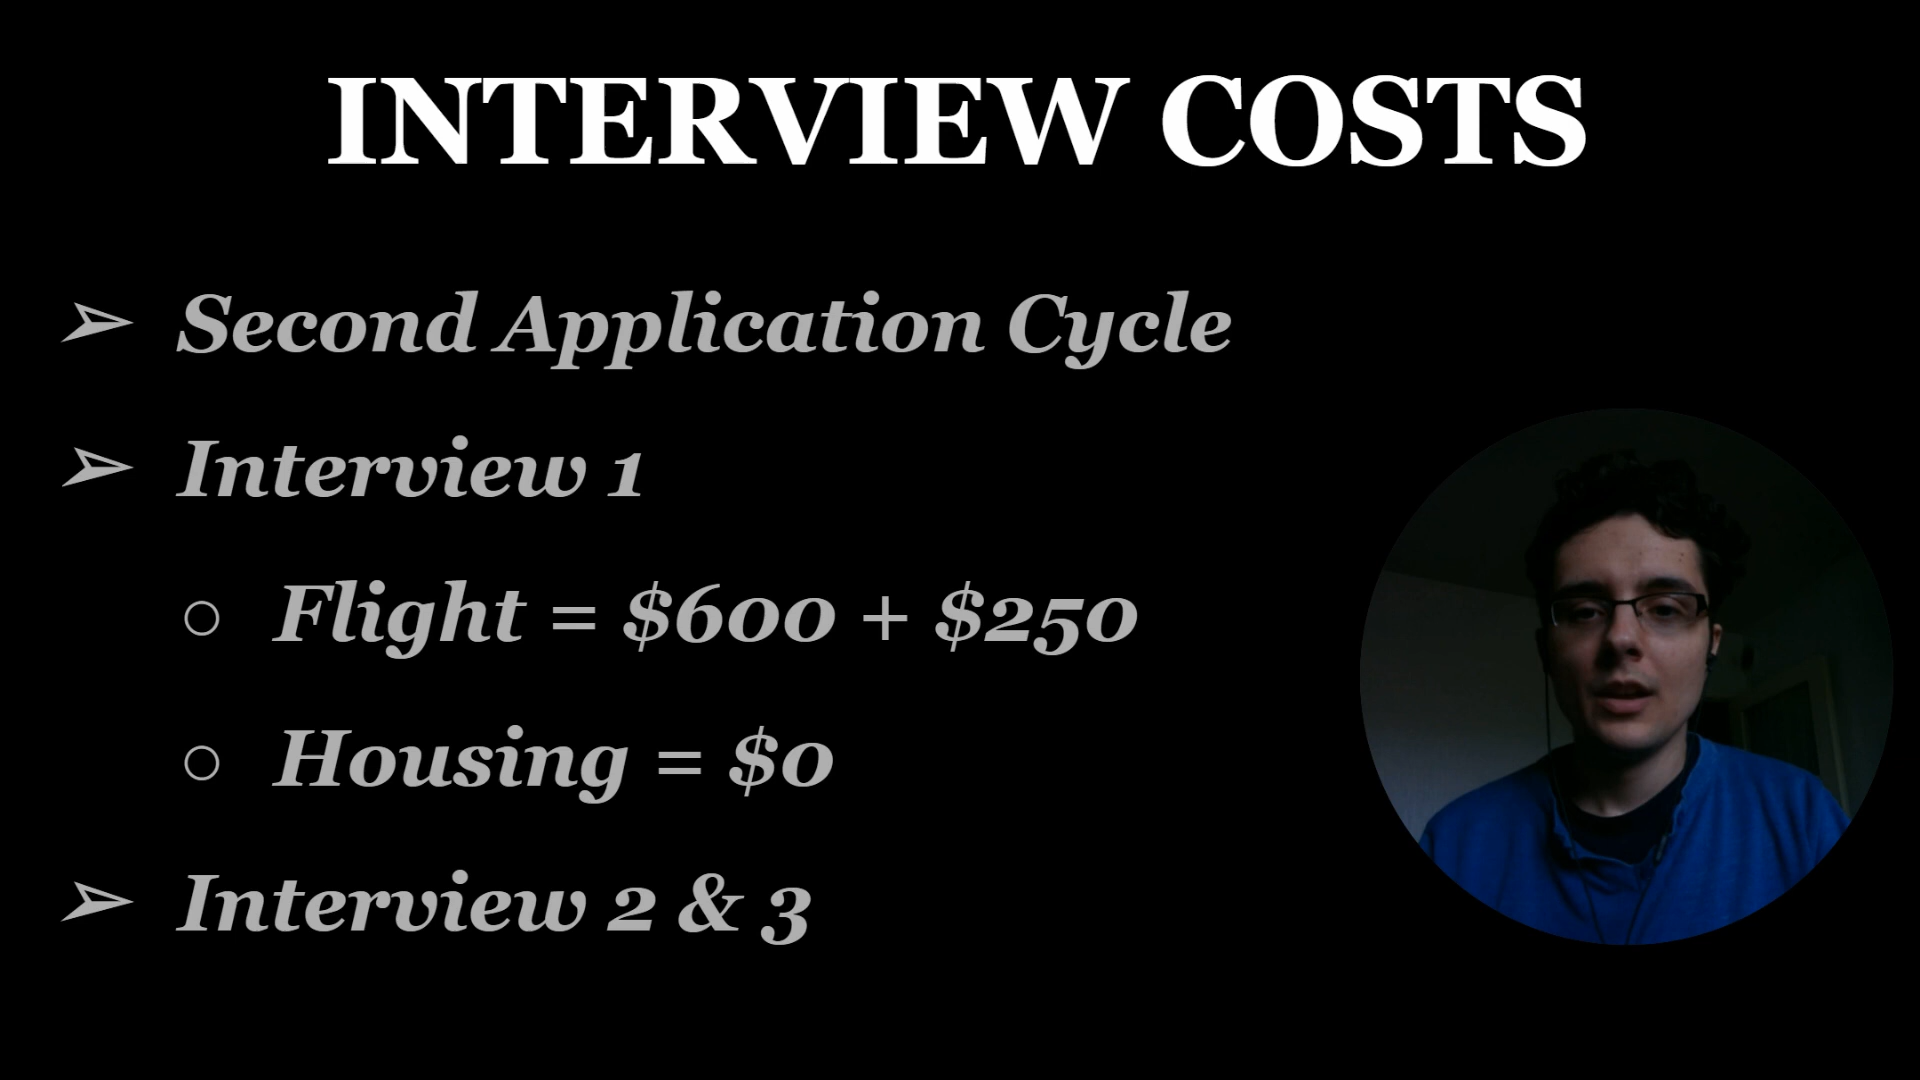 INTERVIEW COSTS
➢ Second Application Cycle
➢ Interview 1
○ Flight = $600 + $250
○ Housing = $0
➢ Interview 2 & 3